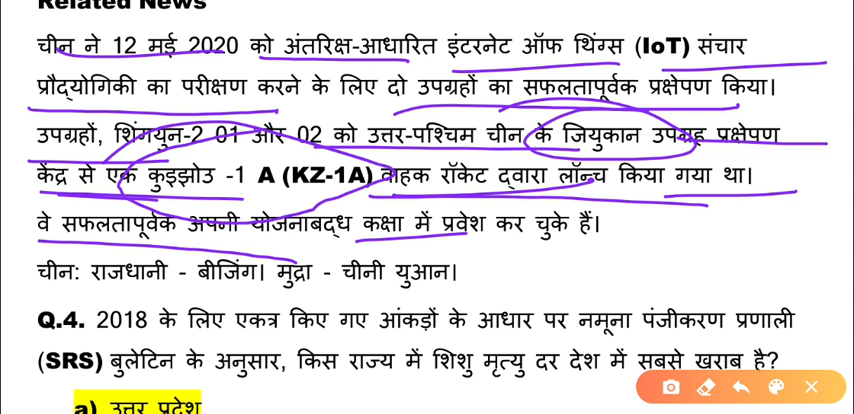 Related News
चीन ने 12 मई 2020 को अंतरिक्ष-आधारित इंटरनेट ऑफ थिंग्स (IoT) संचार
प्रौद्योगिकी का परीक्षण करने के लिए दो उपग्रहों का सफलतापूर्वक प्रक्षेपण किया।
उपग्रहों, शिंगयुन-2 01 और 02 को उत्तर-पश्चिम चीन के जियुकान उपग्रह प्रक्षेपण
केंद्र से एक कुइझोउ -1 A (KZ-1A) वाहक रॉकेट द्वारा लॉन्च किया गया था।
वे सफलतापूर्वक अपनी योजनाबद्ध कक्षा में प्रवेश कर चुके हैं।
चीन: राजधानी - बीजिंग। मुद्रा - चीनी युआन।
Q.4. 2018 के लिए एकत्र किए गए आंकड़ों के आधार पर नमूना पंजीकरण प्रणाली
(SRS) बुलेटिन के अनुसार, किस राज्य में शिशु मृत्यु दर देश में सबसे खराब है?
a) उत्तर प्रदेश